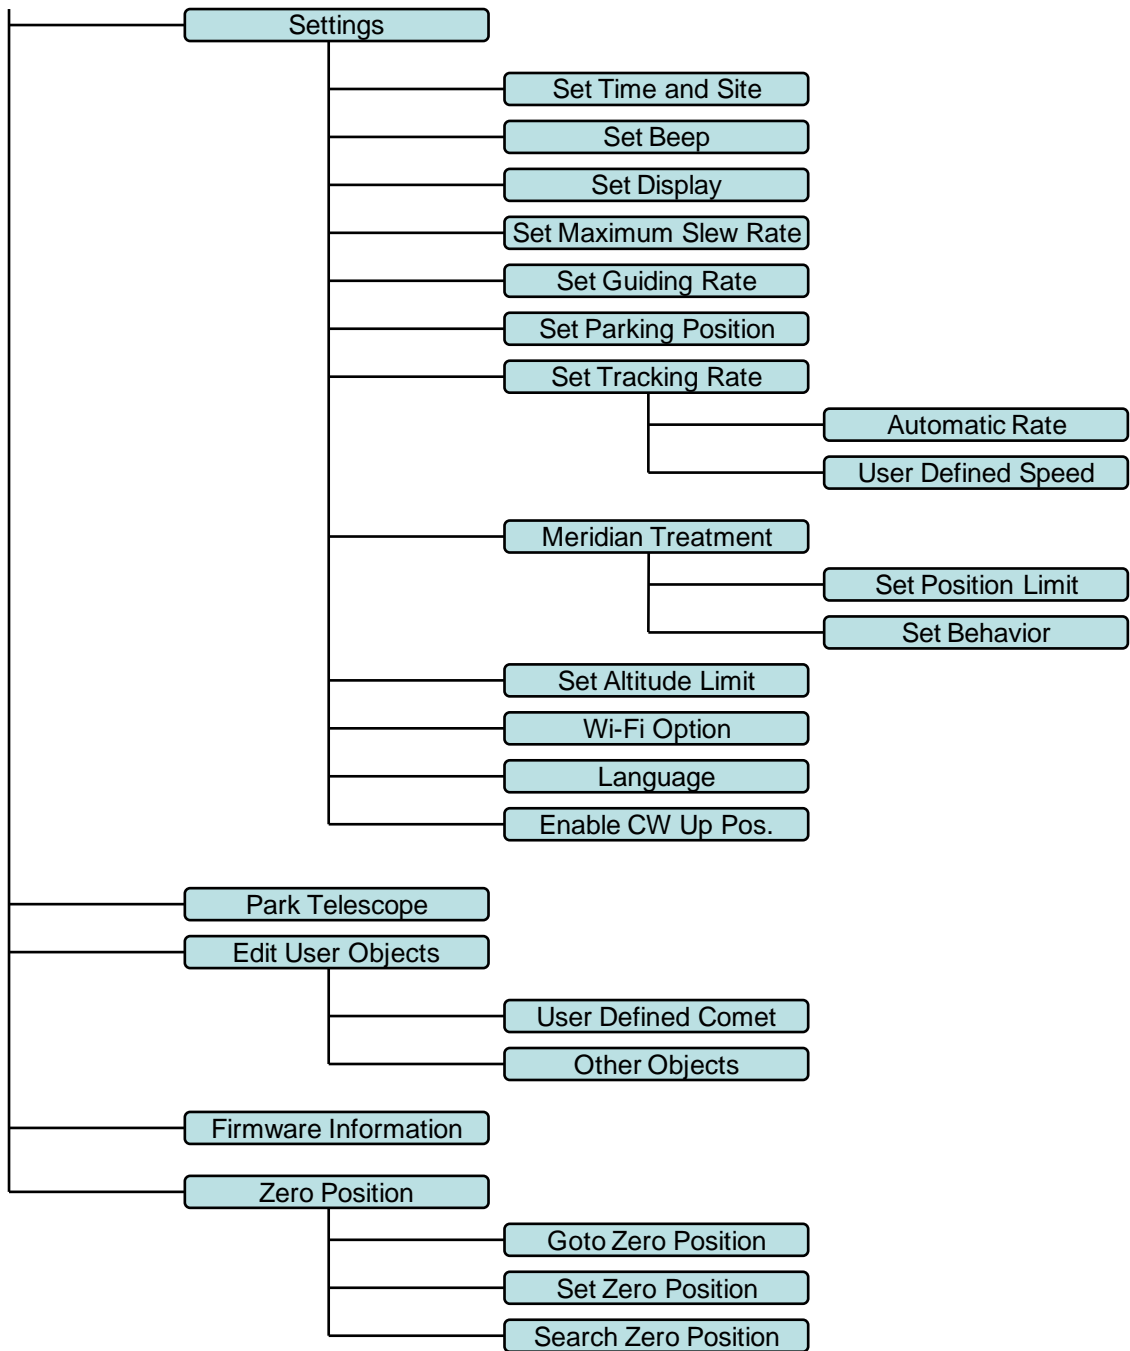 Settings
Set Time and Site
Set Beep
Set Display
Set Maximum Slew Rate
Set Guiding Rate
Set Parking Position
Set Tracking Rate
Automatic Rate
User Defined Speed
Meridian Treatment
Set Position Limit
Set Behavior
Set Altitude Limit
Wi-Fi Option
Language
Enable CW Up Pos.
Park Telescope
Edit User Objects
User Defined Comet
Other Objects
Firmware Information
Zero Position
Goto Zero Position
Set Zero Position
Search Zero Position